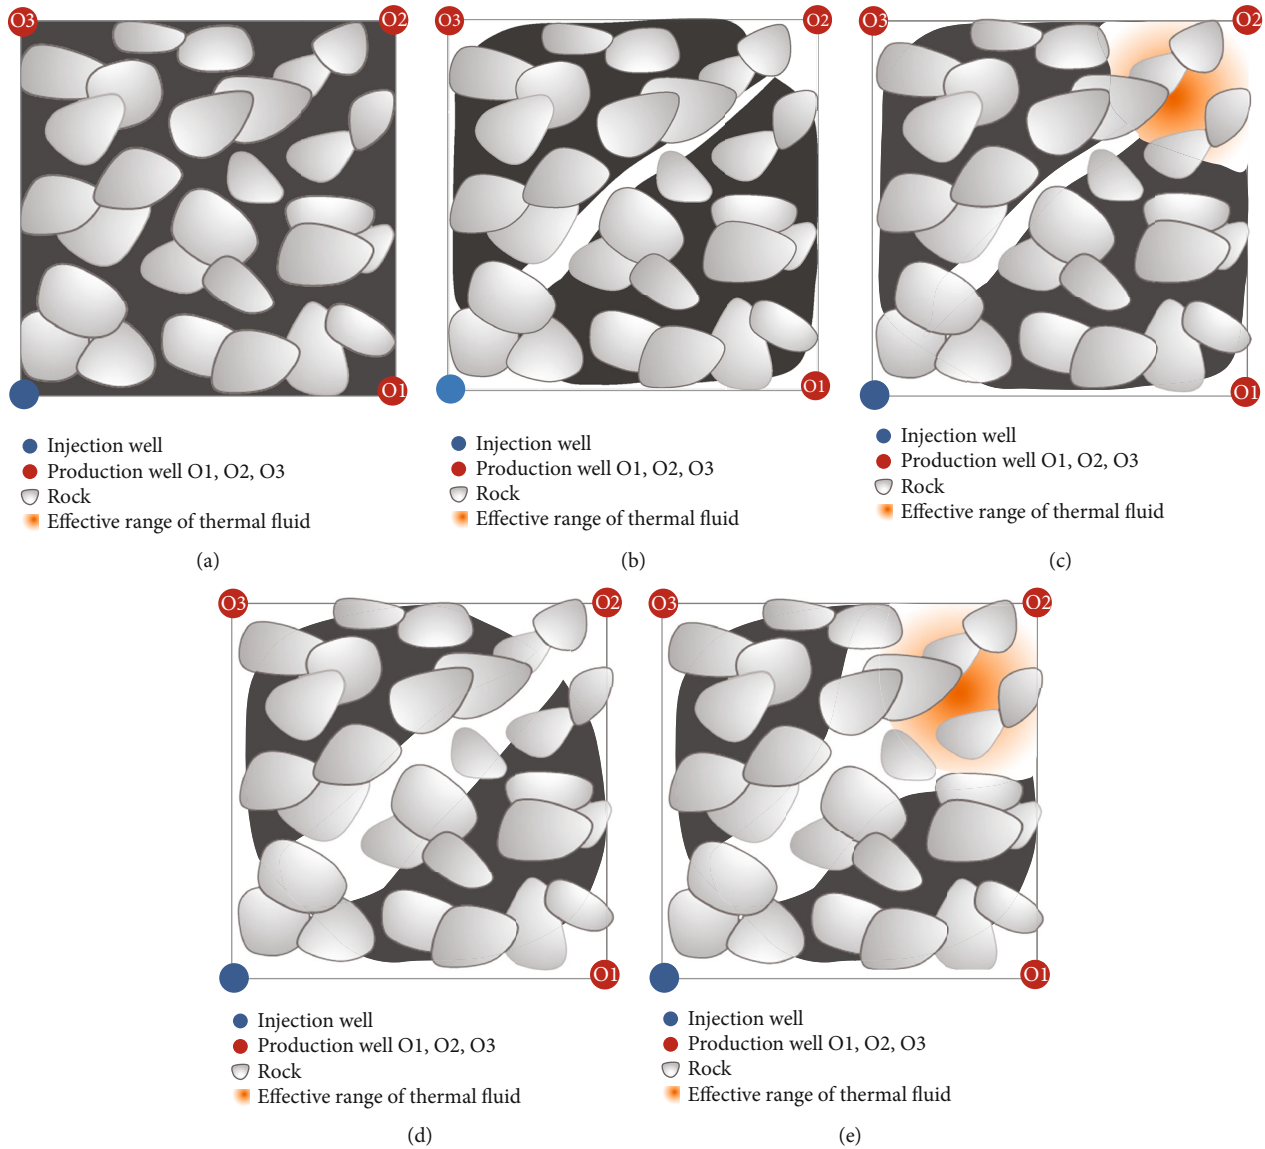 O3
O2
O1
Injection well
Production well O1, O2, O3
Rock
Effective range of thermal fluid
(a)
O3
O2
O1
Injection well
Production well O1, O2, O3
Rock
Effective range of thermal fluid
(b)
O3
O2
O1
Injection well
Production well O1, O2, O3
Rock
Effective range of thermal fluid
(c)
O3
O2
O1
Injection well
Production well O1, O2, O3
Rock
Effective range of thermal fluid
(d)
O3
O2
O1
Injection well
Production well O1, O2, O3
Rock
Effective range of thermal fluid
(e)